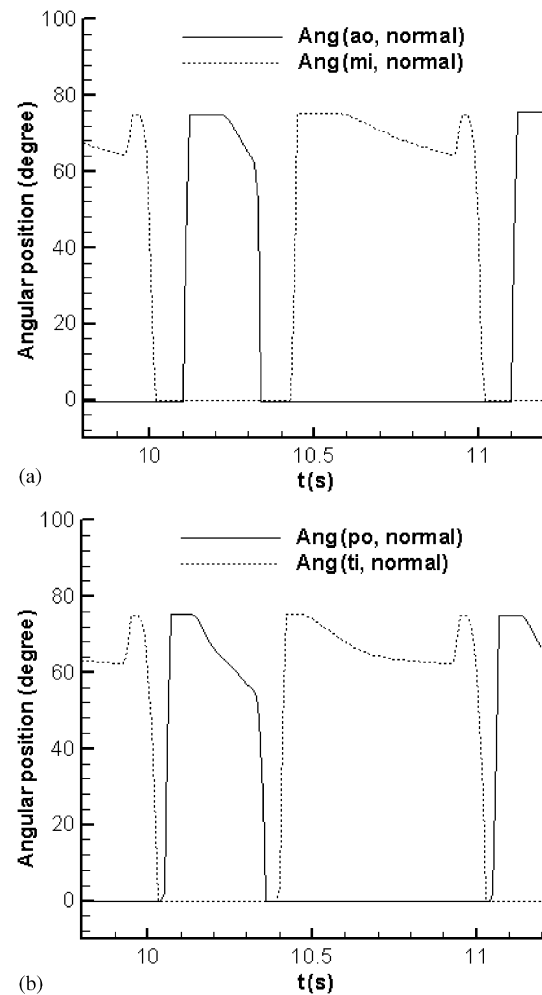 100
80
60
40
20
0
Angular position (degree)
Ang(ao, normal)
Ang(mi, normal)
10
10.5
11
t(s)
(a)
100
80
60
40
20
0
Angular position (degree)
Ang(po, normal)
Ang(ti, normal)
10
10.5
11
t(s)
(b)